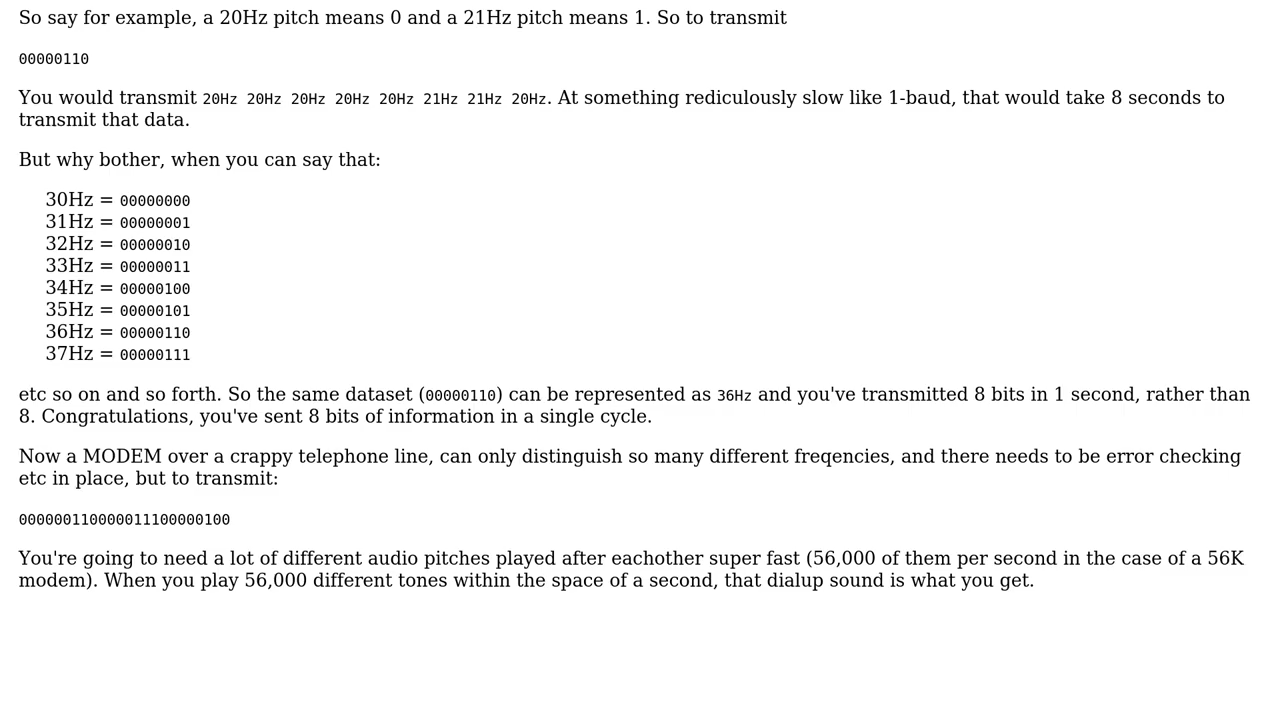 So say for example, a 20Hz pitch means 0 and a 21Hz pitch means 1. So to transmit
00000110
You would transmit 20Hz 20Hz 20Hz 20Hz 20Hz 21Hz 21Hz 20Hz. At something rediculously slow like 1-baud, that would take 8 seconds to
transmit that data.
But why bother, when you can say that:
30Hz = 00000000
31Hz = 00000001
32Hz = 00000010
33Hz = 00000011
34Hz = 00000100
35Hz = 00000101
36Hz = 00000110
37Hz = 00000111
etc so on and so forth. So the same dataset (00000110) can be represented as 36Hz and you've transmitted 8 bits in 1 second, rather than
8. Congratulations, you've sent 8 bits of information in a single cycle.
Now a MODEM over a crappy telephone line, can only distinguish so many different freqencies, and there needs to be error checking
etc in place, but to transmit:
000000110000011100000100
You're going to need a lot of different audio pitches played after eachother super fast (56,000 of them per second in the case of a 56K
modem). When you play 56,000 different tones within the space of a second, that dialup sound is what you get.